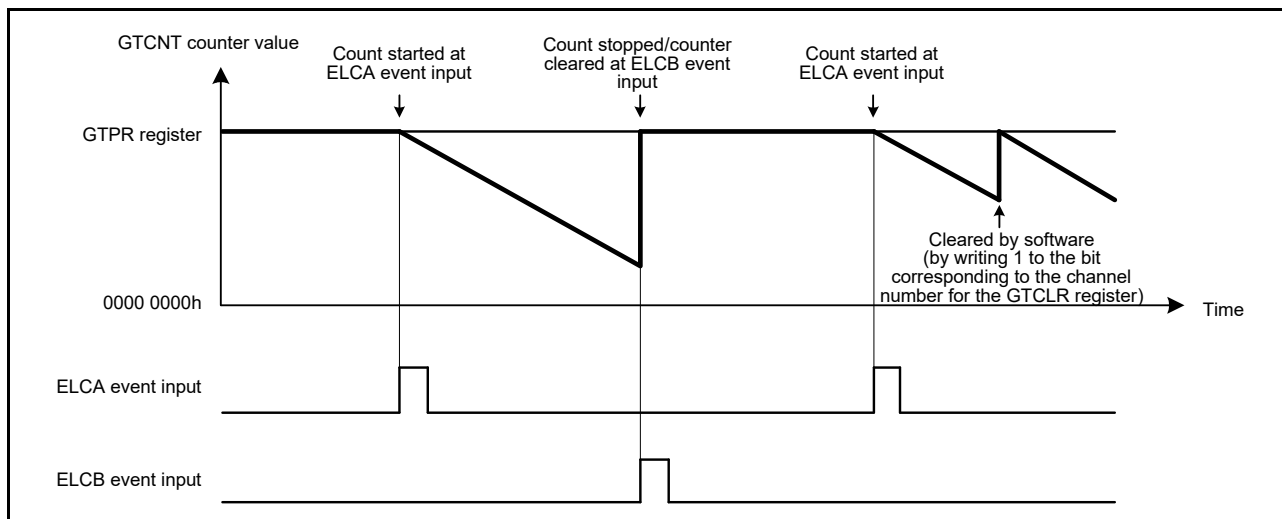 GTCNT counter value
Count started at
ELCA event input
Count stopped/counter
cleared at ELCB event
input
Count started at
ELCA event input
GTPR register
Cleared by software
(by writing 1 to the bit
corresponding to the channel
number for the GTCLR register)
0000 0000h
Time
ELCA event input
ELCB event input